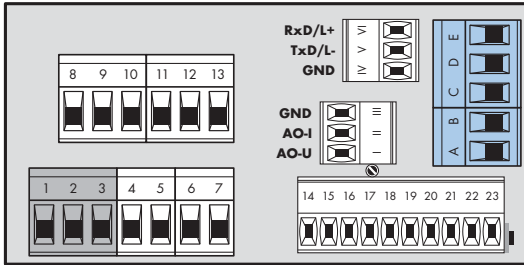 RxD/L+ VI
TxD/L- V
GND IV
E
D
C
B
A
8 9 10 11 12 13
GND III
AO-I II
AO-U I
1 2 3 4 5 6 7
14 15 16 17 18 19 20 21 22 23